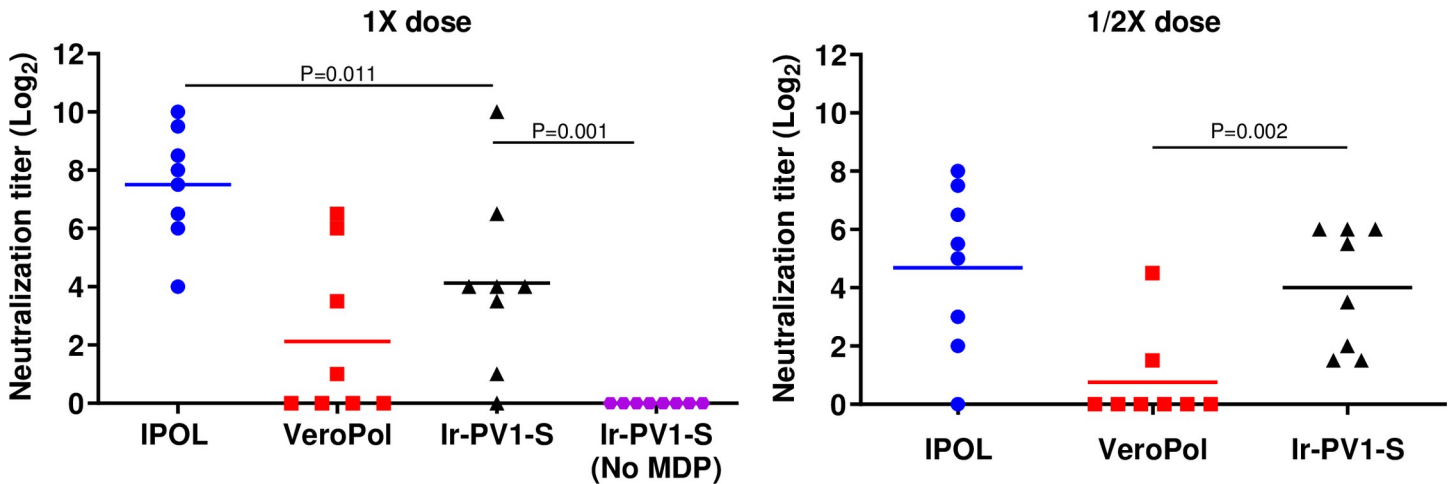 1X dose
Neutralization titer (Log2)
12
10
8
6
4
2
0
P=0.011
P=0.001
IPOL
VeroPol
Ir-PV1-S
Ir-PV1-S
(No MDP)
1/2X dose
Neutralization titer (Log2)
12
10
8
6
4
2
0
P=0.002
IPOL
VeroPol
Ir-PV1-S